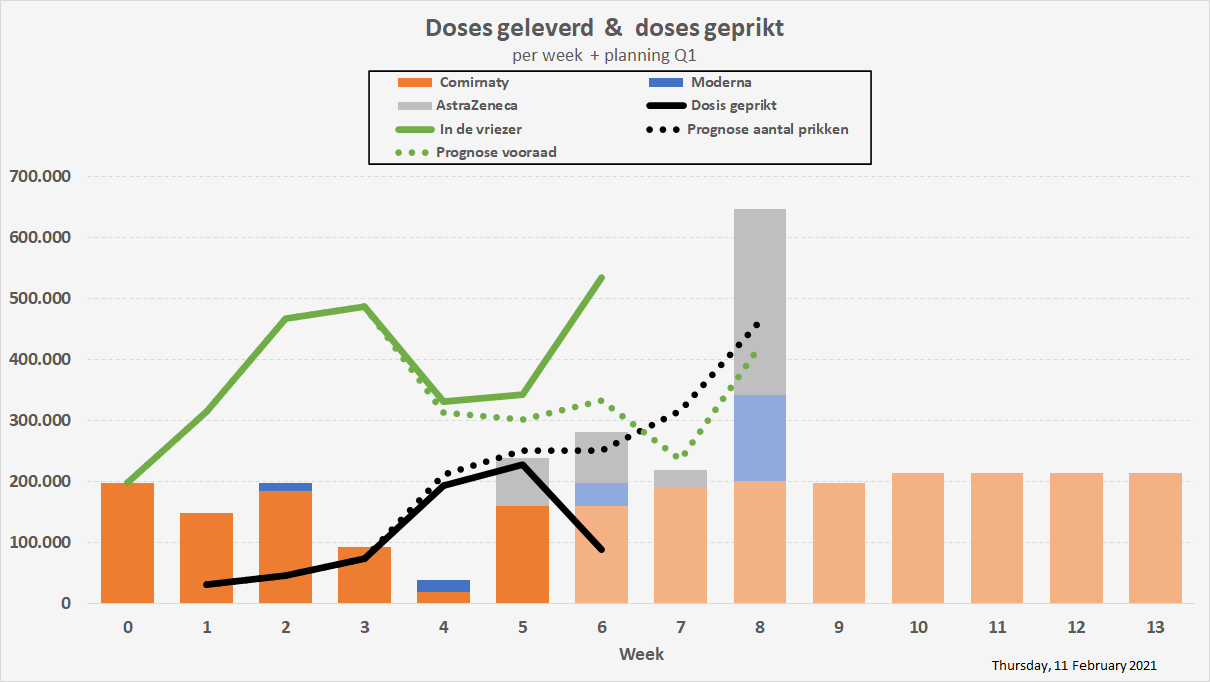 Doses geleverd & doses geprikt
per week + planning Q1
Comirnaty Moderna
AstraZeneca Dosis geprikt
In de vriezer Prognose aantal prikken
Prognose vooraad
700.000
600.000
500.000
400.000
300.000
200.000
100.000
0
0 1 2 3 4 5 6 7 8 9 10 11 12 13
Week
Thursday, 11 February 2021